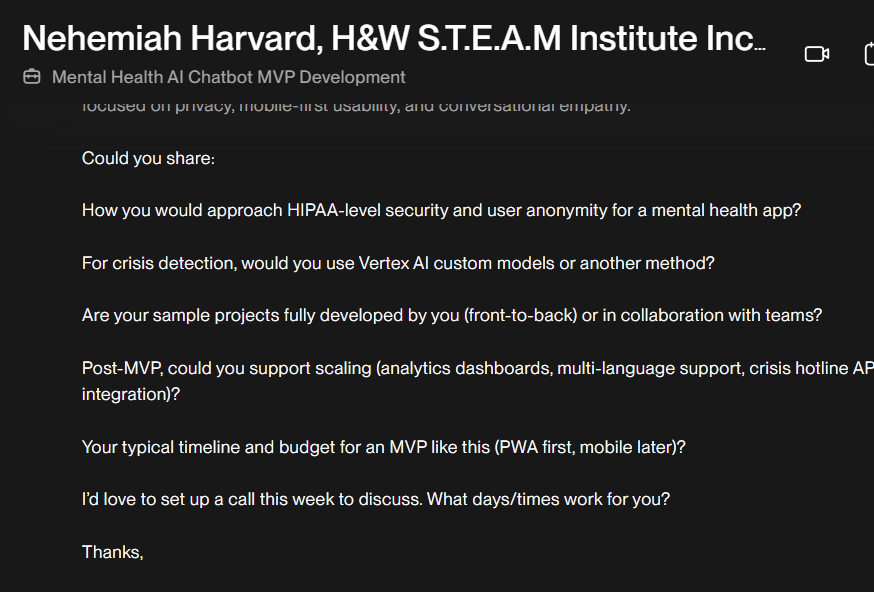 Nehemiah Harvard, H&W S.T.E.A.M Institute Inc...
Mental Health AI Chatbot MVP Development
focused on privacy, mobile-first usability, and conversational empathy.
Could you share:
How you would approach HIPAA-level security and user anonymity for a mental health app?
For crisis detection, would you use Vertex AI custom models or another method?
Are your sample projects fully developed by you (front-to-back) or in collaboration with teams?
Post-MVP, could you support scaling (analytics dashboards, multi-language support, crisis hotline AP
integration)?
Your typical timeline and budget for an MVP like this (PWA first, mobile later)?
I'd love to set up a call this week to discuss. What days/times work for you?
Thanks,